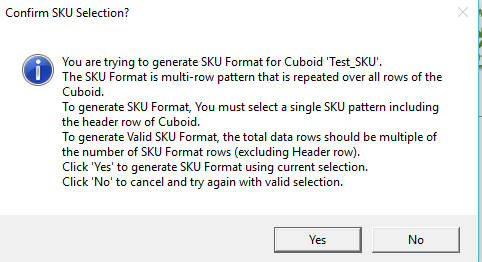 Confirm SKU Selection?
You are trying to generate SKU Format for Cuboid 'Test_SKU'.
The SKU Format is multi-row pattern that is repeated over all rows of the
Cuboid.
To generate SKU Format, You must select a single SKU pattern including
the header row of Cuboid.
To generate Valid SKU Format, the total data rows should be multiple of
the number of SKU Format rows (excluding Header row).
Click 'Yes' to generate SKU Format using current selection.
Click 'No' to cancel and try again with valid selection.
Yes
No